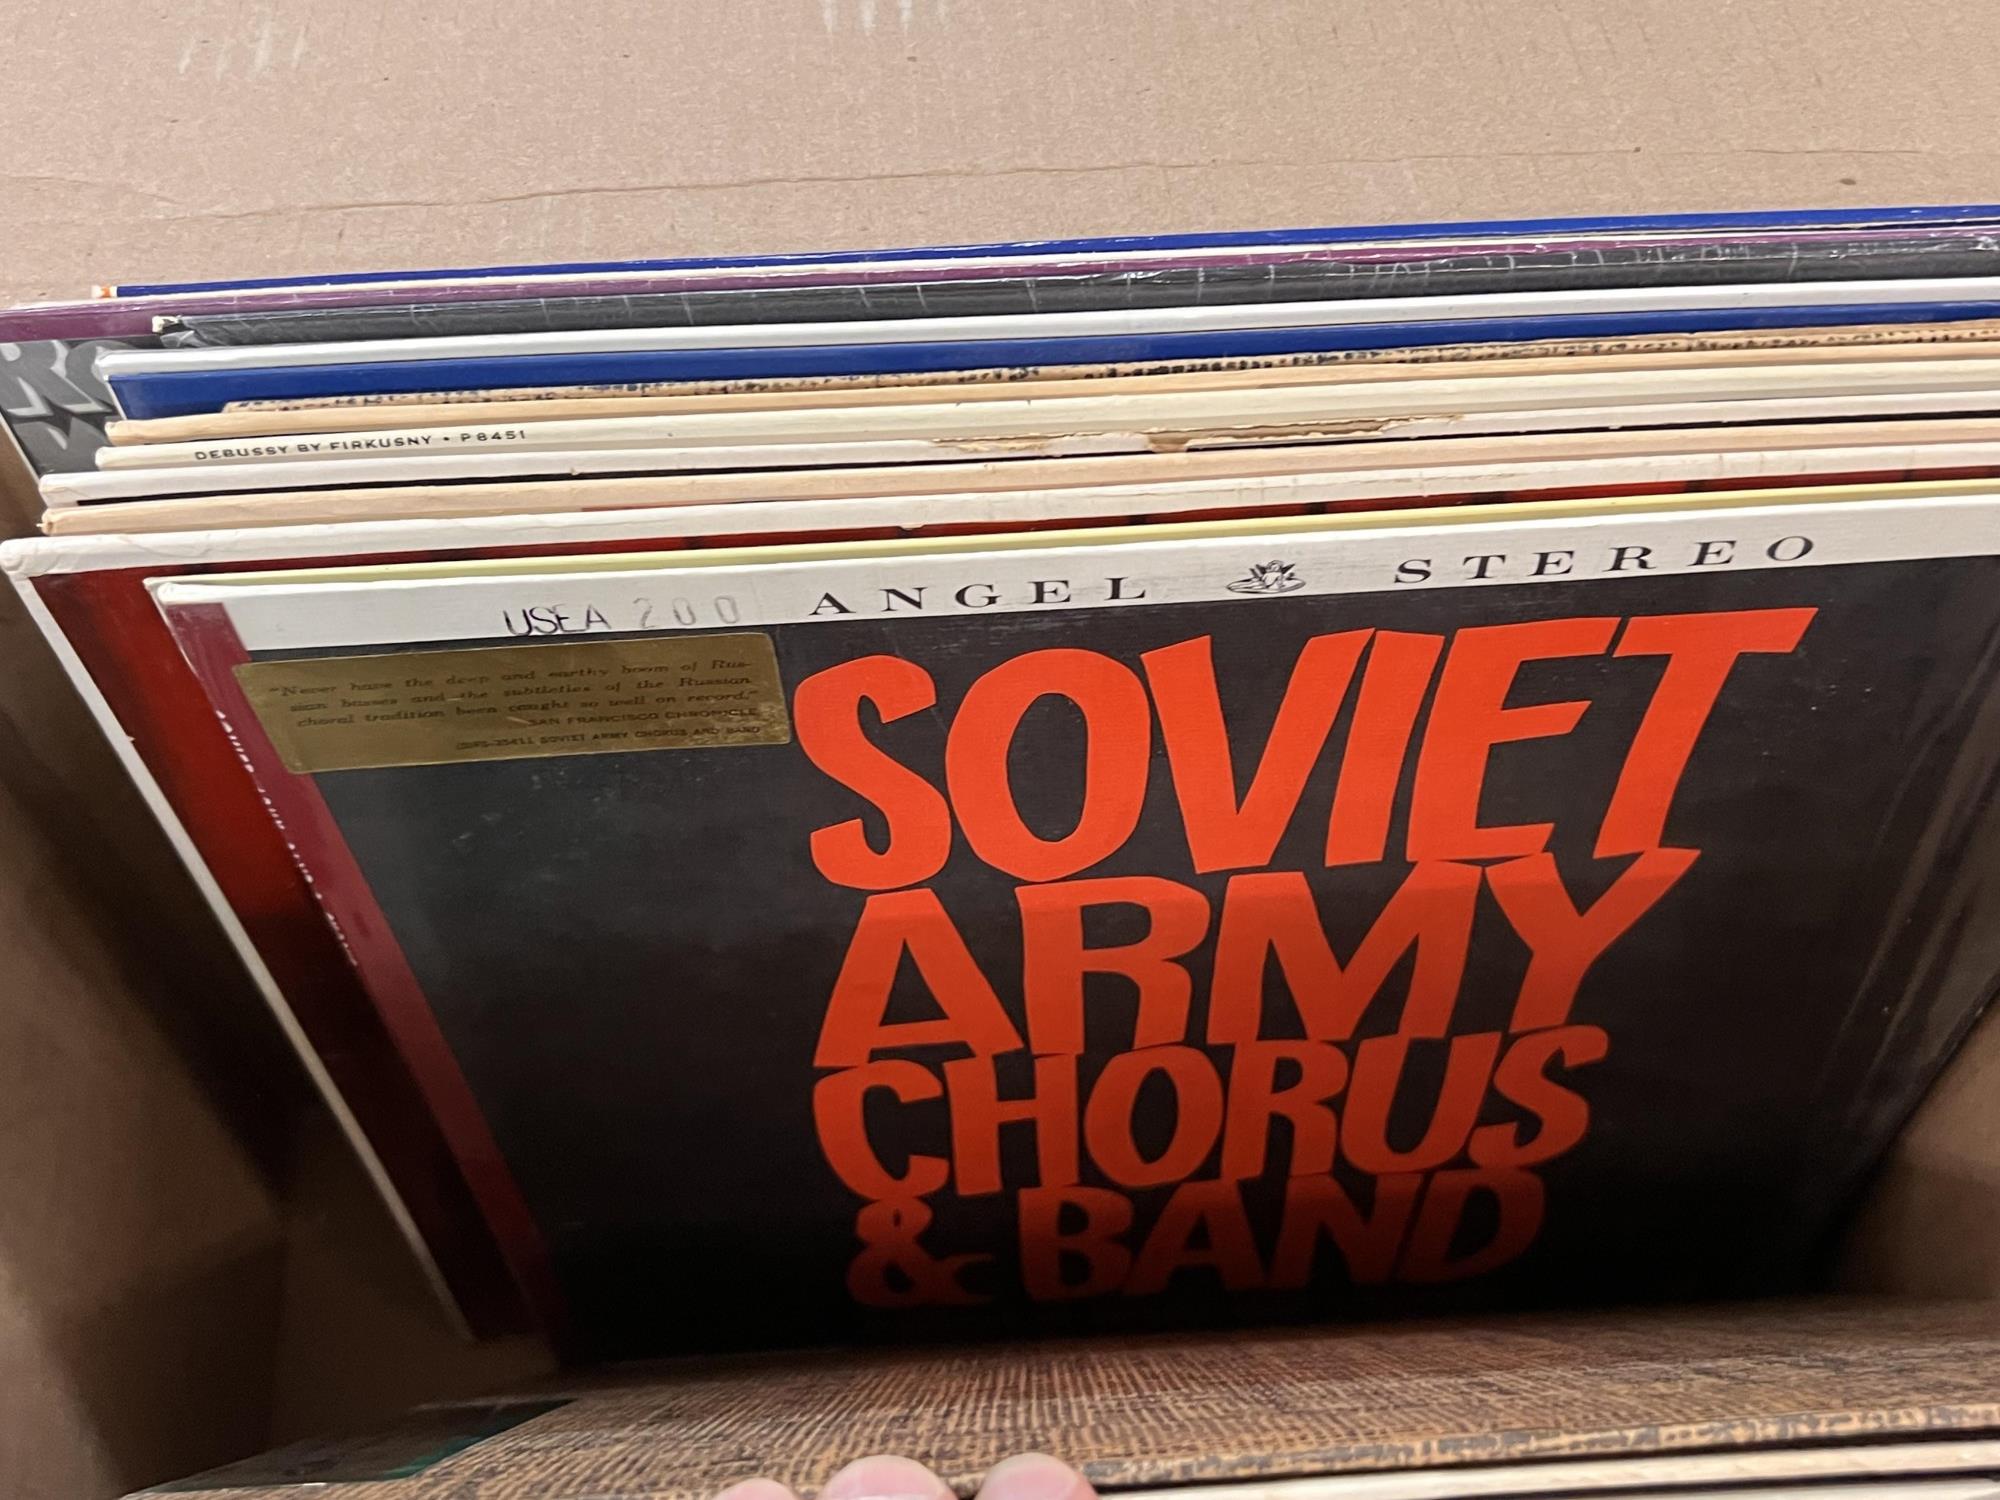 DEBUSSY BY FIRKUSNY • P8451
ANGEL STEREO
USEA 200
"Never have the deep and earthy boom of Rus-
sian basses and the subtleties of the Russian
choral tradition been caught so well on record."
SAN FRANCISCO CHRONICLE
SOVIET ARMY CHORUS AND BAND
SOVIET
ARMY
CHORUS
& BAND